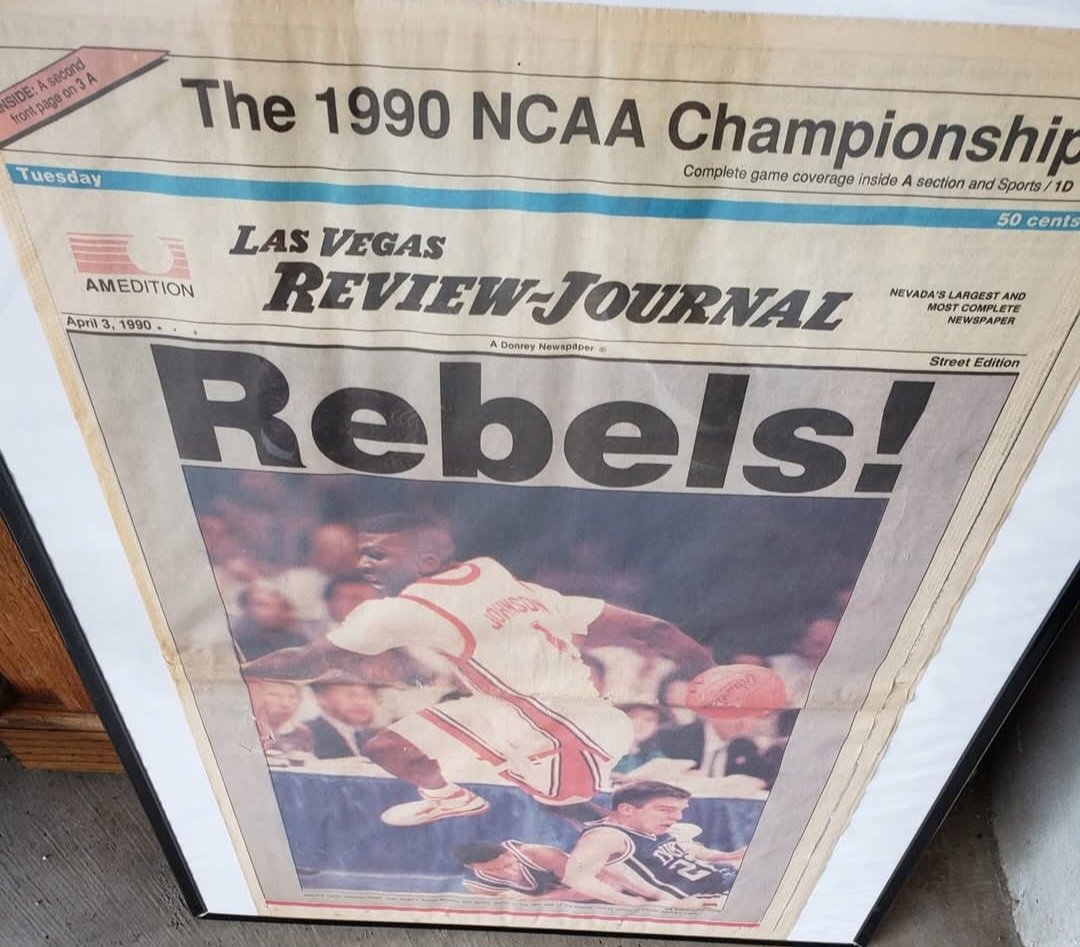 INSIDE: A second
front page on 3 A
The 1990 NCAA Championship
Complete game coverage inside A section and Sports / 1D
Tuesday
50 cents
LAS VEGAS
REVIEW-JOURNAL
AM EDITION
NEVADA'S LARGEST AND
MOST COMPLETE
NEWSPAPER
April 3, 1990
A Donrey Newspaper
Street Edition
Rebels!
JOHNSON